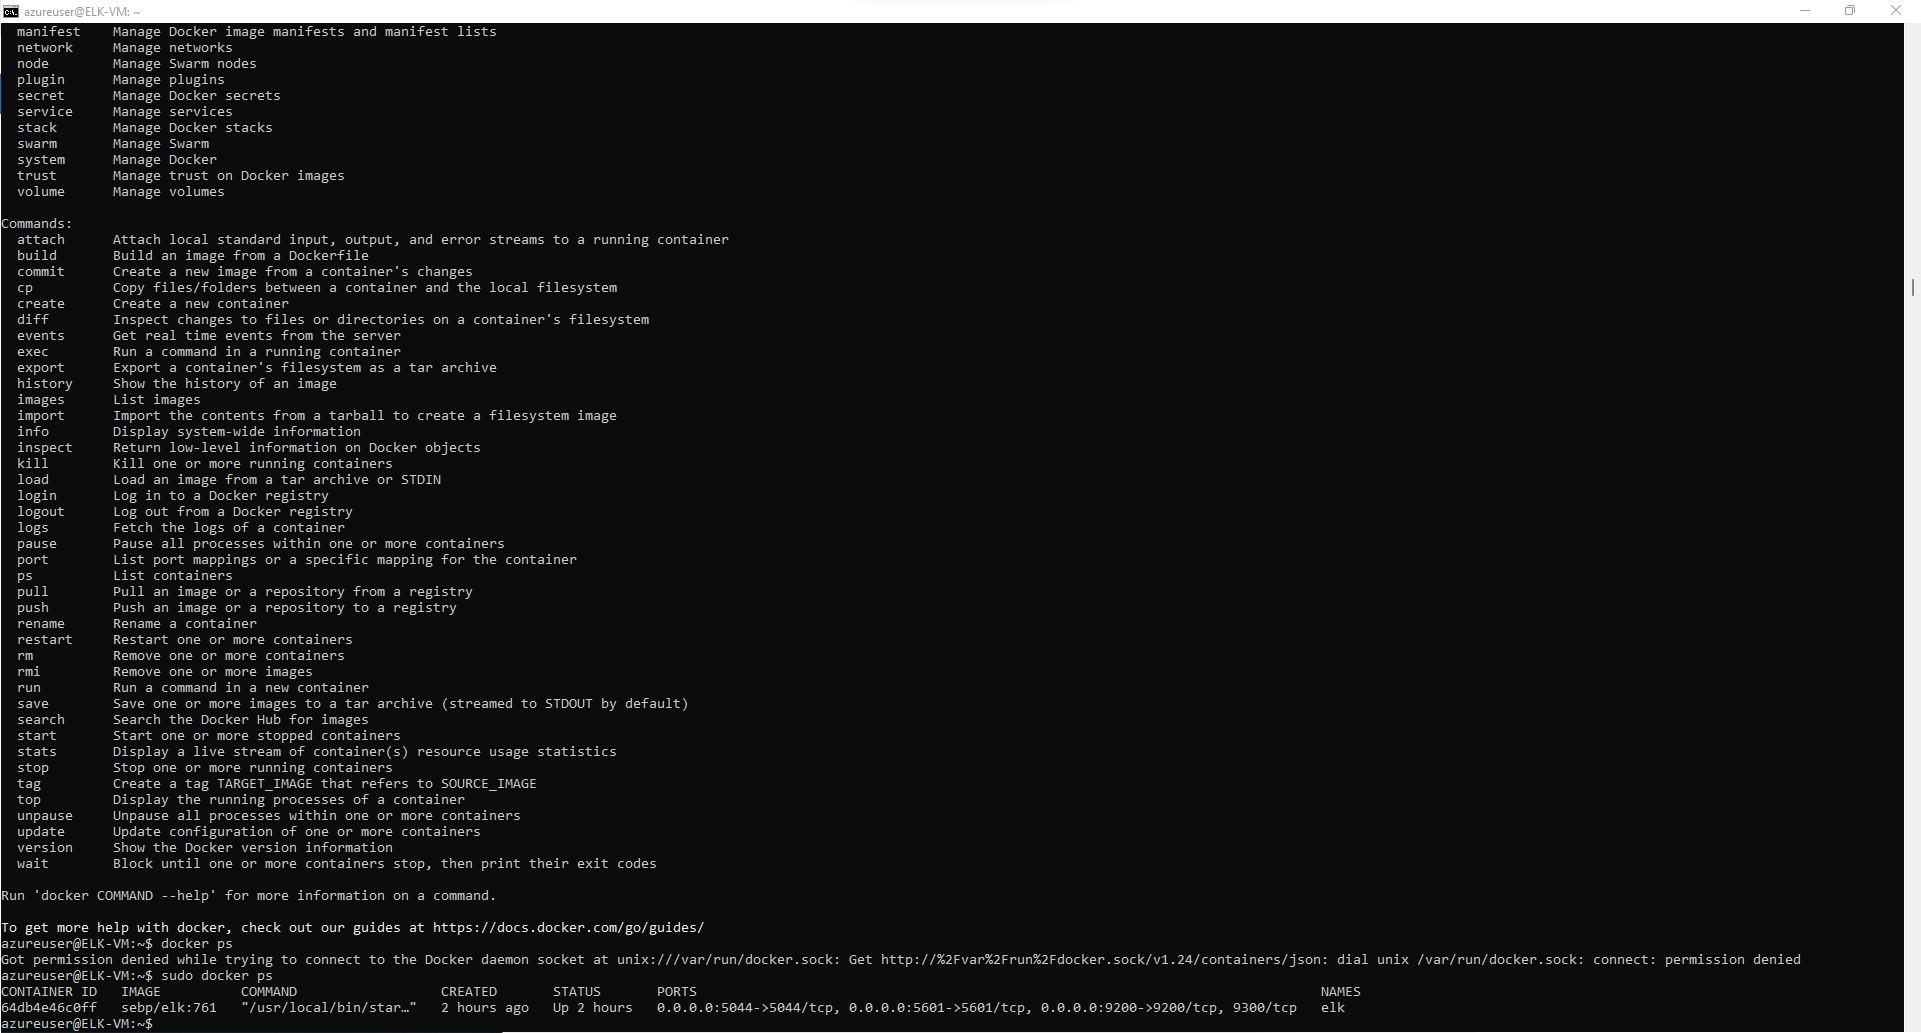 azureuser@ELK-VM: ~
manifest    Manage Docker image manifests and manifest lists
network     Manage networks
node        Manage Swarm nodes
plugin      Manage plugins
secret      Manage Docker secrets
service     Manage services
stack       Manage Docker stacks
swarm       Manage Swarm
system      Manage Docker
trust       Manage trust on Docker images
volume      Manage volumes
Commands:
attach      Attach local standard input, output, and error streams to a running container
build       Build an image from a Dockerfile
commit      Create a new image from a container's changes
cp          Copy files/folders between a container and the local filesystem
create      Create a new container
diff        Inspect changes to files or directories on a container's filesystem
events      Get real time events from the server
exec        Run a command in a running container
export      Export a container's filesystem as a tar archive
history     Show the history of an image
images      List images
import      Import the contents from a tarball to create a filesystem image
info        Display system-wide information
inspect     Return low-level information on Docker objects
kill        Kill one or more running containers
load        Load an image from a tar archive or STDIN
login       Log in to a Docker registry
logout      Log out from a Docker registry
logs        Fetch the logs of a container
pause       Pause all processes within one or more containers
port        List port mappings or a specific mapping for the container
ps          List containers
pull        Pull an image or a repository from a registry
push        Push an image or a repository to a registry
rename      Rename a container
restart     Restart one or more containers
rm          Remove one or more containers
rmi         Remove one or more images
run         Run a command in a new container
save        Save one or more images to a tar archive (streamed to STDOUT by default)
search      Search the Docker Hub for images
start       Start one or more stopped containers
stats       Display a live stream of container(s) resource usage statistics
stop        Stop one or more running containers
tag         Create a tag TARGET_IMAGE that refers to SOURCE_IMAGE
top         Display the running processes of a container
unpause     Unpause all processes within one or more containers
update      Update configuration of one or more containers
version     Show the Docker version information
wait        Block until one or more containers stop, then print their exit codes
Run 'docker COMMAND --help' for more information on a command.
To get more help with docker, check out our guides at https://docs.docker.com/go/guides/
azureuser@ELK-VM:~$ docker ps
Got permission denied while trying to connect to the Docker daemon socket at unix:///var/run/docker.sock: Get http://%2Fvar%2Frun%2Fdocker.sock/v1.24/containers/json: dial unix /var/run/docker.sock: connect: permission denied
azureuser@ELK-VM:~$ sudo docker ps
CONTAINER ID   IMAGE          COMMAND                  CREATED       STATUS       PORTS                                                                              NAMES
64db4e46c0ff   sebp/elk:761   "/usr/local/bin/star…"   2 hours ago   Up 2 hours   0.0.0.0:5044->5044/tcp, 0.0.0.0:5601->5601/tcp, 0.0.0.0:9200->9200/tcp, 9300/tcp   elk
azureuser@ELK-VM:~$